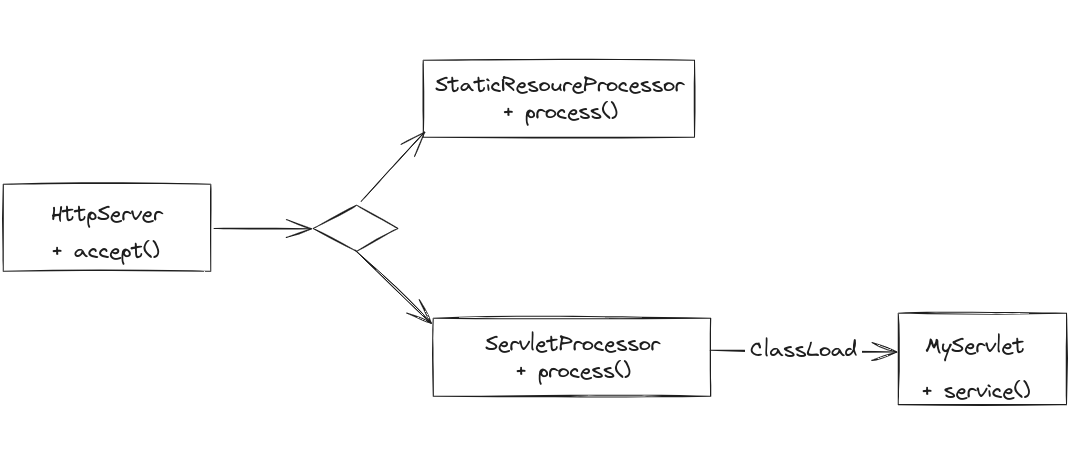 StaticResoureProcessor
+ process()
HttpServer
+ accept()
ServletProcessor
+ process()
ClassLoad
MyServlet
+ service()